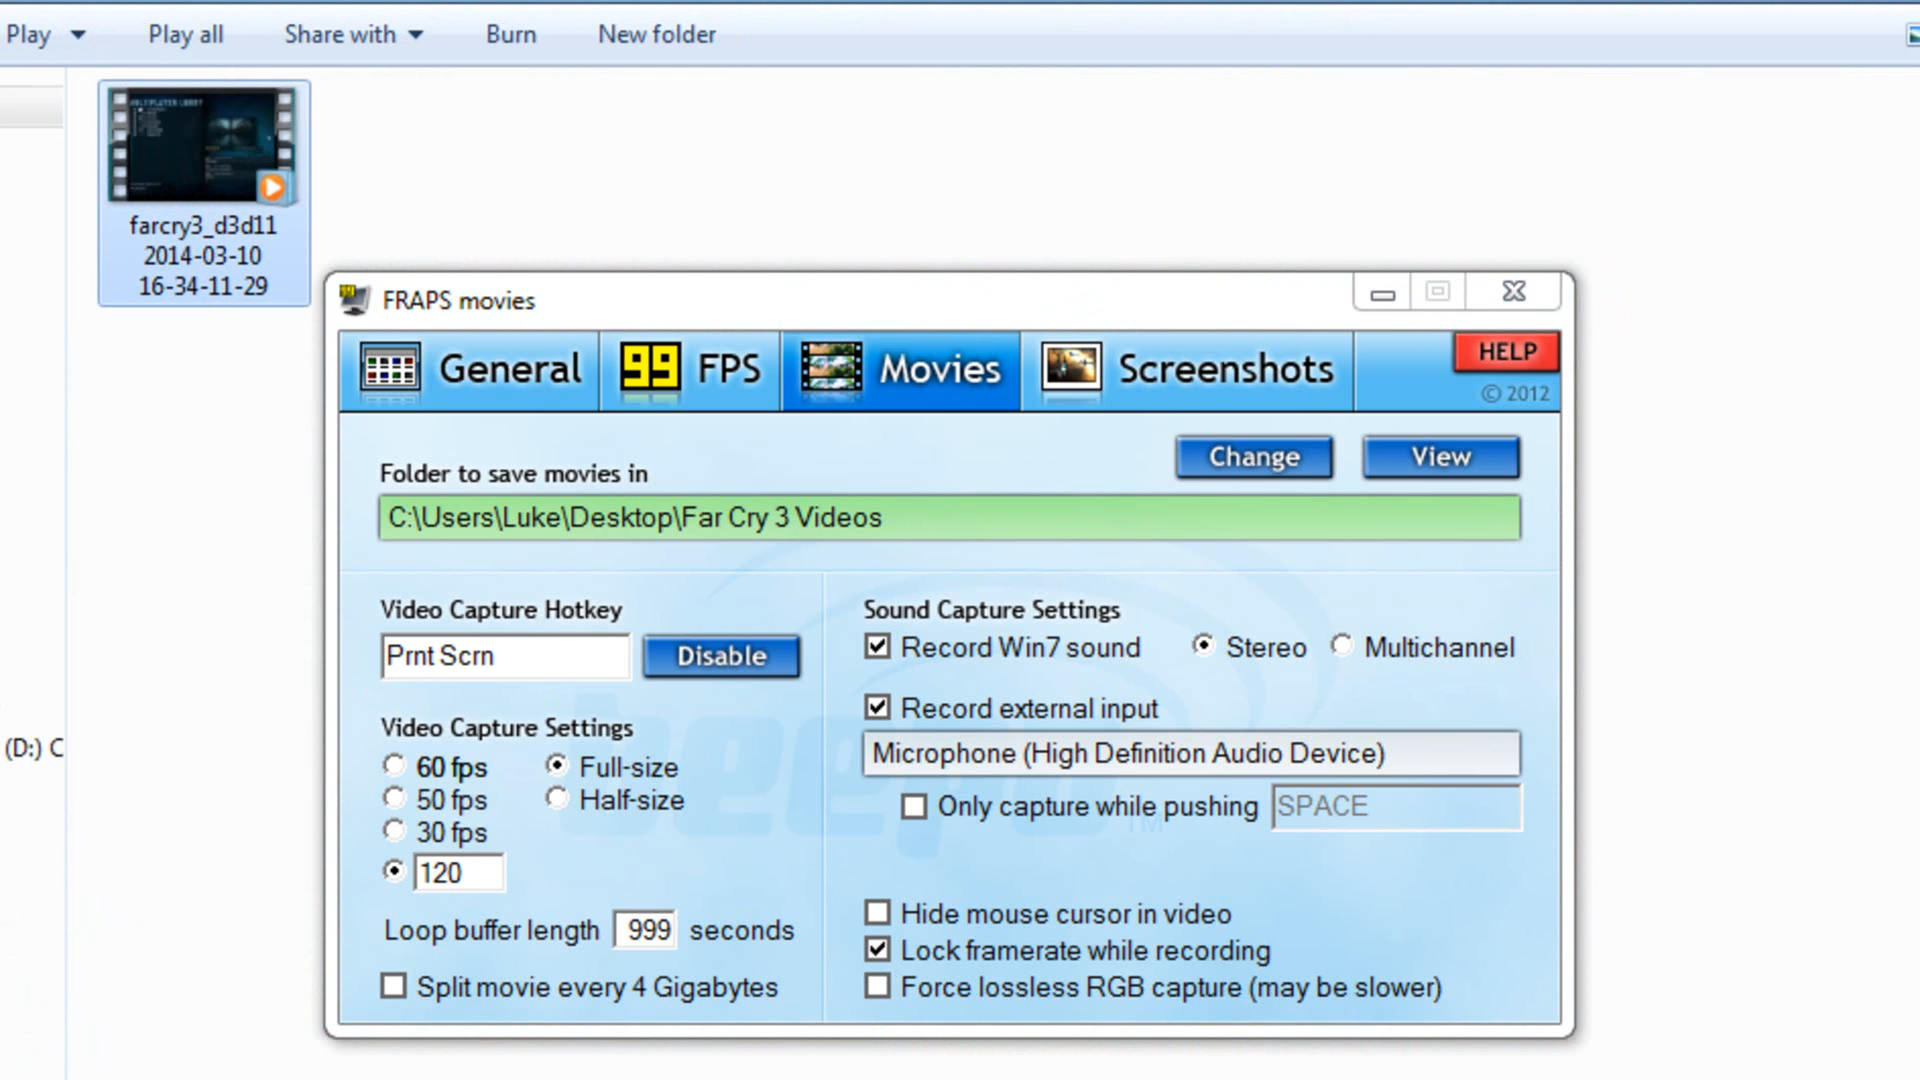 Play
Play all
Share with
Burn
New folder
farcry3_d3d11
2014-03-10
16-34-11-29
FRAPS movies
General
99
FPS
Movies
Screenshots
HELP
© 2012
Change
View
Folder to save movies in
C:\Users\Luke\Desktop\Far Cry 3 Videos
Video Capture Hotkey
Prnt Scrn
Disable
Video Capture Settings
60 fps
Full-size
50 fps
Half-size
30 fps
120
Loop buffer length 999 seconds
Split movie every 4 Gigabytes
Sound Capture Settings
Record Win7 sound
Stereo
Multichannel
Record external input
Microphone (High Definition Audio Device)
Only capture while pushing SPACE
Hide mouse cursor in video
Lock framerate while recording
Force lossless RGB capture (may be slower)
beepa TM
(D:) C